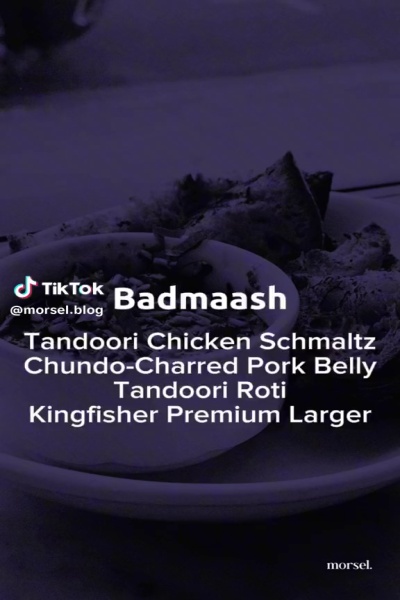 TikTok
@morsel.blog
Badmaash
Tandoori Chicken Schmaltz
Chundo-Charred Pork Belly
Tandoori Roti
Kingfisher Premium Larger
morsel.